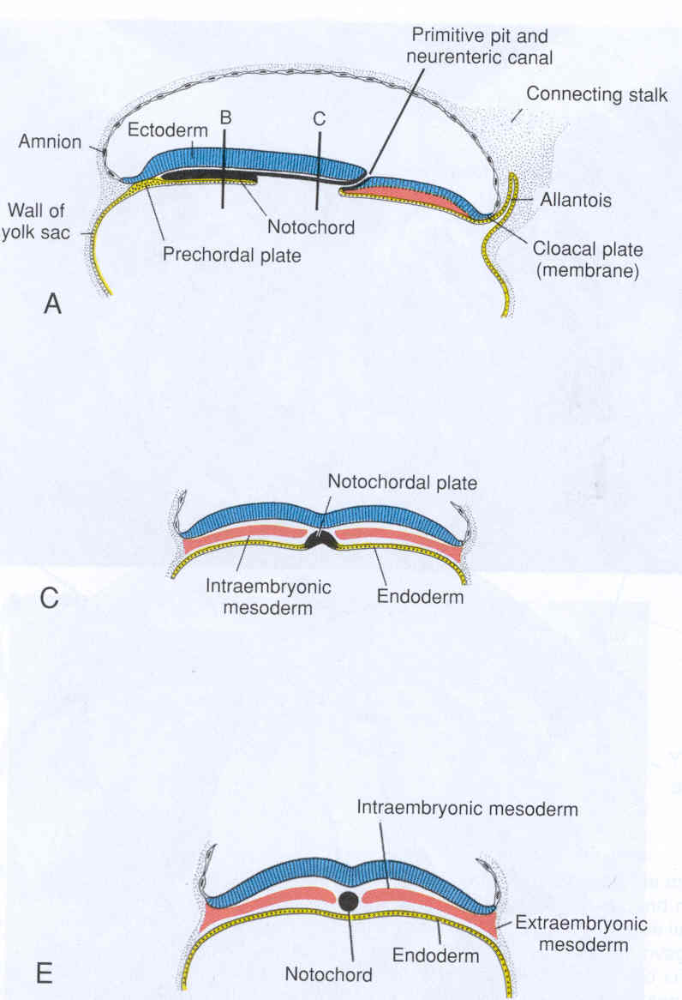 Primitive pit and
neurenteric canal
Connecting stalk
B
C
Ectoderm
Amnion
Allantois
Wall of
yolk sac
Notochord
Prechordal plate
Cloacal plate
(membrane)
A
Notochordal plate
Intraembryonic
mesoderm
Endoderm
C
Intraembryonic mesoderm
Extraembryonic
mesoderm
Endoderm
Notochord
E